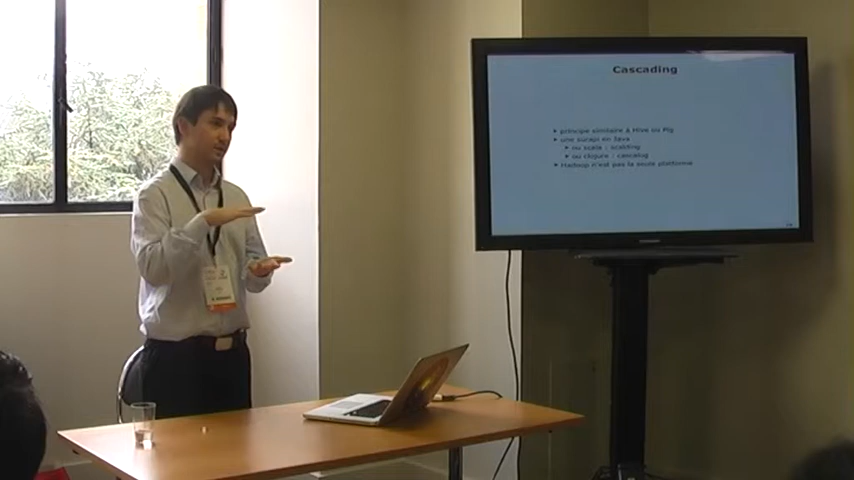 Cascading
▸ principe similaire à Hive ou Pig
▸ une surapi en Java
▸ ou scala : scalding
▸ ou clojure : cascalog
▸ Hadoop n'est pas la seule plateforme